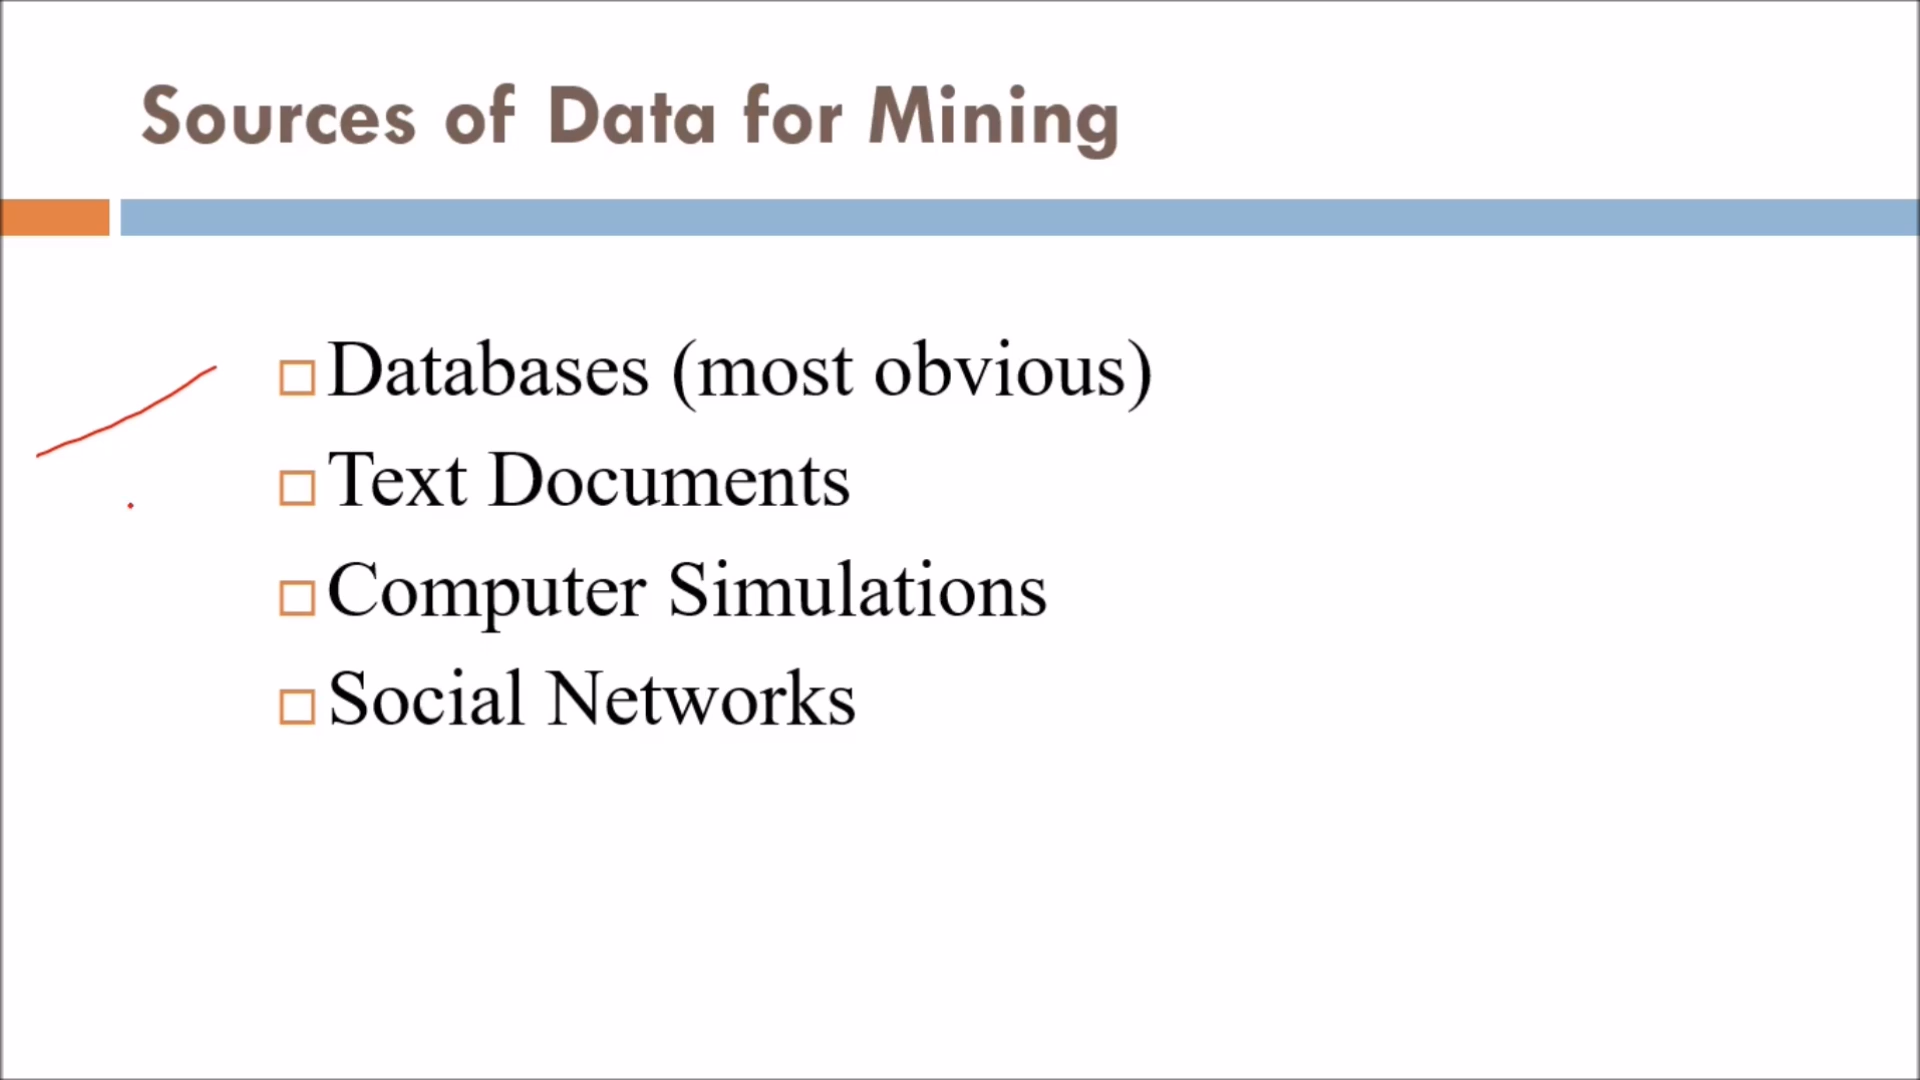 Sources of Data for Mining
Databases (most obvious)
Text Documents
Computer Simulations
Social Networks